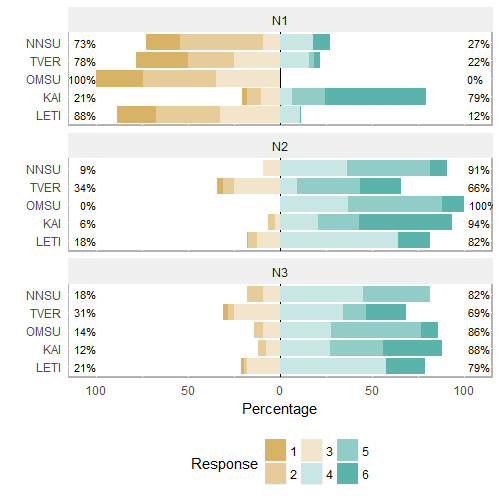 N1
NNSU 73% 27%
TVER 78% 22%
OMSU 100% 0%
KAI 21% 79%
LETI 88% 12%
N2
NNSU 9% 91%
TVER 34% 66%
OMSU 0% 100%
KAI 6% 94%
LETI 18% 82%
N3
NNSU 18% 82%
TVER 31% 69%
OMSU 14% 86%
KAI 12% 88%
LETI 21% 79%
100 50 0 50 100
Percentage
Response 1 3 5
2 4 6